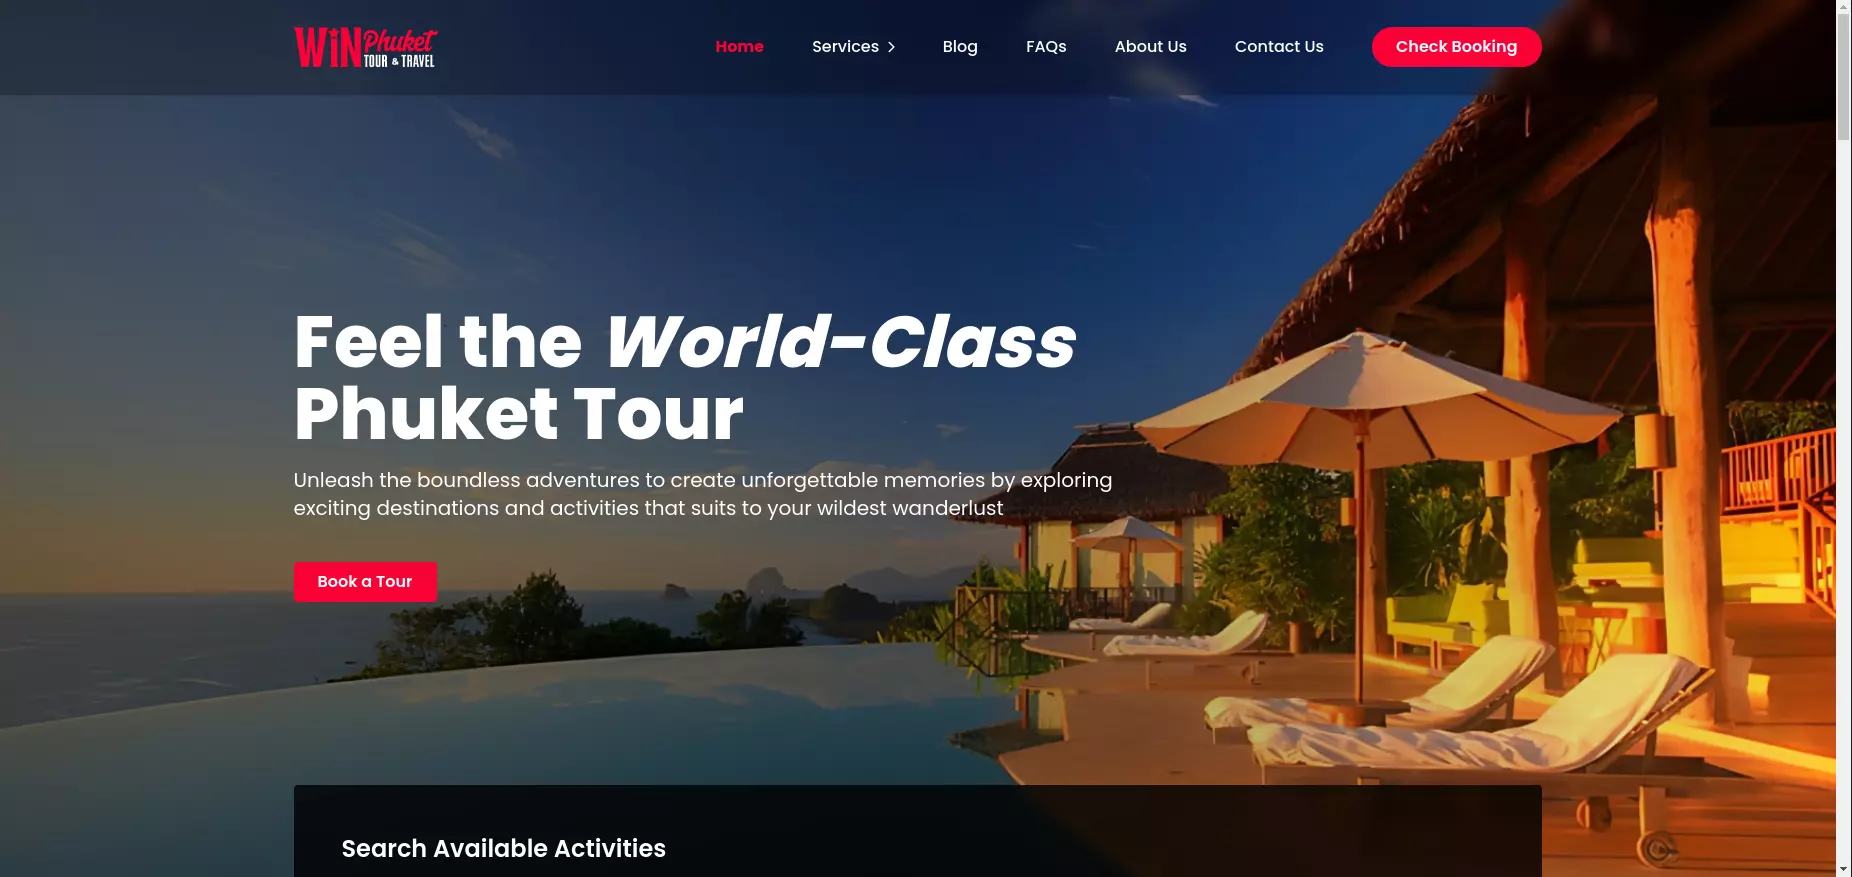 WiN Phuket
TOUR & TRAVEL
Home
Services
Blog
FAQs
About Us
Contact Us
Check Booking
Feel the World-Class
Phuket Tour
Unleash the boundless adventures to create unforgettable memories by exploring
exciting destinations and activities that suits to your wildest wanderlust
Book a Tour
Search Available Activities